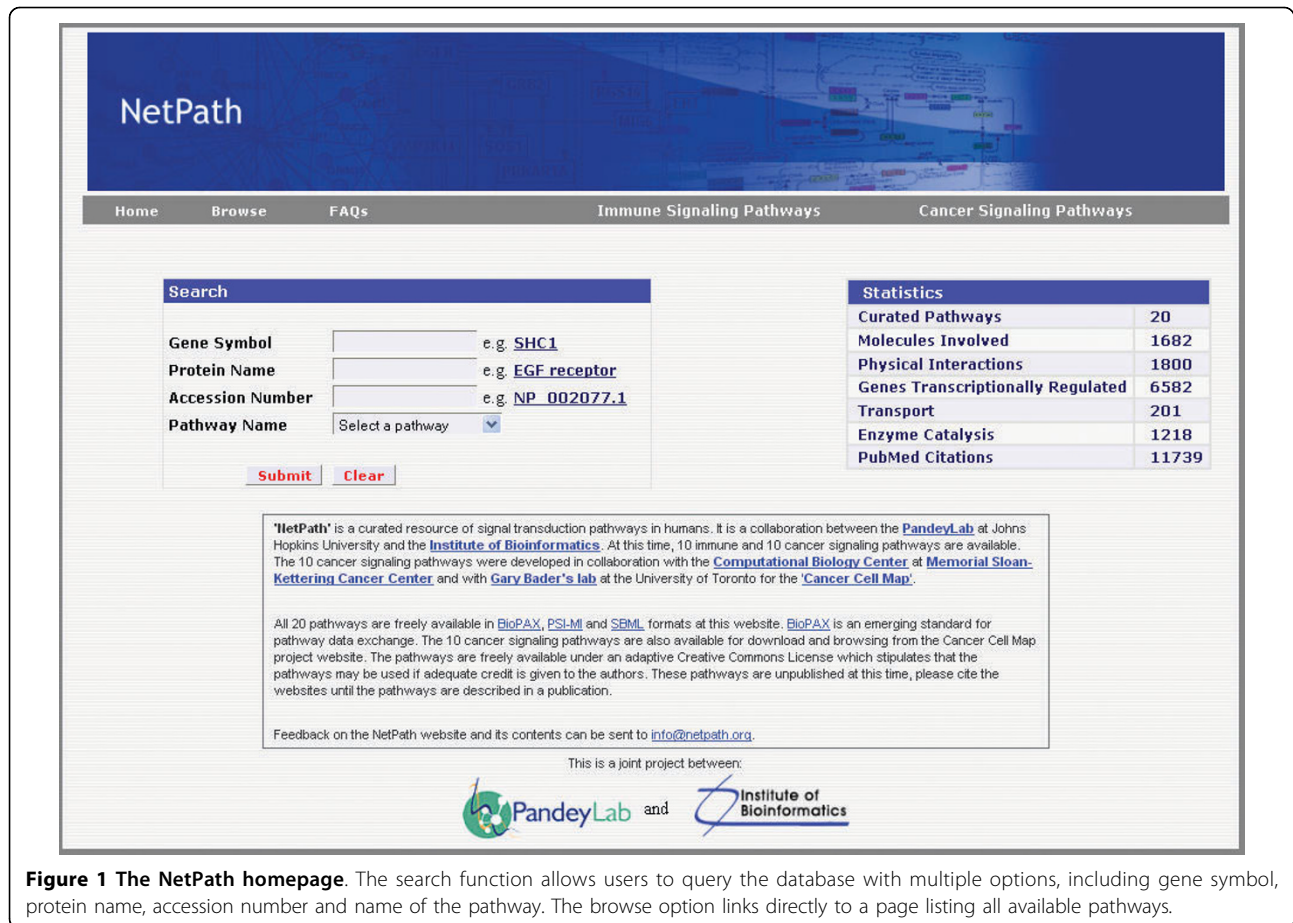 NetPath
Home Browse FAQs Immune Signaling Pathways Cancer Signaling Pathways
Search
Gene Symbol e.g. SHC1
Protein Name e.g. EGF receptor
Accession Number e.g. NP_002077.1
Pathway Name Select a pathway
Submit Clear
Statistics
Curated Pathways 20
Molecules Involved 1682
Physical Interactions 1800
Genes Transcriptionally Regulated 6582
Transport 201
Enzyme Catalysis 1218
PubMed Citations 11739
'NetPath' is a curated resource of signal transduction pathways in humans. It is a collaboration between the PandeyLab at Johns
Hopkins University and the Institute of Bioinformatics. At this time, 10 immune and 10 cancer signaling pathways are available.
The 10 cancer signaling pathways were developed in collaboration with the Computational Biology Center at Memorial Sloan-
Kettering Cancer Center and with Gary Bader's lab at the University of Toronto for the 'Cancer Cell Map'.
All 20 pathways are freely available in BioPAX, PSI-MI and SBML formats at this website. BioPAX is an emerging standard for
pathway data exchange. The 10 cancer signaling pathways are also available for download and browsing from the Cancer Cell Map
project website. The pathways are freely available under an adaptive Creative Commons License which stipulates that the
pathways may be used if adequate credit is given to the authors. These pathways are unpublished at this time, please cite the
websites until the pathways are described in a publication.
Feedback on the NetPath website and its contents can be sent to info@netpath.org.
This is a joint project between:
PandeyLab and Institute of
Bioinformatics
Figure 1 The NetPath homepage. The search function allows users to query the database with multiple options, including gene symbol,
protein name, accession number and name of the pathway. The browse option links directly to a page listing all available pathways.